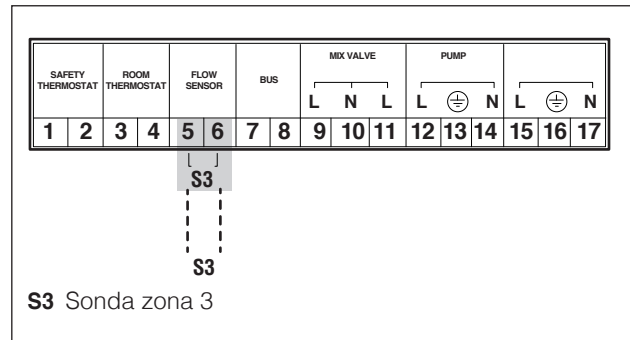 SAFETY THERMOSTAT ROOM THERMOSTAT FLOW SENSOR BUS MIX VALVE PUMP
L N L L N L N
1 2 3 4 5 6 7 8 9 10 11 12 13 14 15 16 17
S3
S3
S3 Sonda zona 3